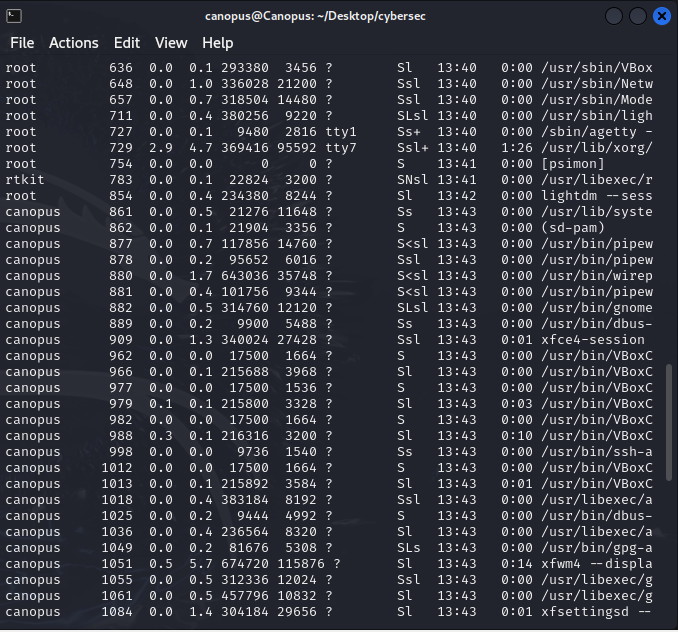 canopus@Canopus: ~/Desktop/cybersec
File Actions Edit View Help
root 636 0.0 0.1 293380 3456 ? Sl 13:40 0:00 /usr/sbin/VBox
root 648 0.0 1.0 336028 21200 ? Ssl 13:40 0:00 /usr/sbin/Netw
root 657 0.0 0.7 318504 14480 ? Ssl 13:40 0:00 /usr/sbin/Mode
root 711 0.0 0.4 380256 9220 ? SLsl 13:40 0:00 /usr/sbin/ligh
root 727 0.0 0.1 9480 2816 tty1 Ss+ 13:40 0:00 /sbin/agetty -
root 729 2.9 4.7 369416 95592 tty7 Ssl+ 13:40 1:26 /usr/lib/xorg/
root 754 0.0 0.0 0 0 ? S 13:41 0:00 [psimon]
rtkit 783 0.0 0.1 22824 3200 ? SNsl 13:41 0:00 /usr/libexec/r
root 854 0.0 0.4 234380 8244 ? Sl 13:42 0:00 lightdm --sess
canopus 861 0.0 0.5 21276 11648 ? Ss 13:43 0:00 /usr/lib/syste
canopus 862 0.0 0.1 21904 3356 ? S 13:43 0:00 (sd-pam)
canopus 877 0.0 0.7 117856 14760 ? S<sl 13:43 0:00 /usr/bin/pipew
canopus 878 0.0 0.2 95652 6016 ? Ssl 13:43 0:00 /usr/bin/pipew
canopus 880 0.0 1.7 643036 35748 ? S<sl 13:43 0:00 /usr/bin/wirep
canopus 881 0.0 0.4 101756 9344 ? S<sl 13:43 0:00 /usr/bin/pipew
canopus 882 0.0 0.5 314760 12120 ? SLsl 13:43 0:00 /usr/bin/gnome
canopus 889 0.0 0.2 9900 5488 ? Ss 13:43 0:00 /usr/bin/dbus-
canopus 909 0.0 1.3 340024 27428 ? Ssl 13:43 0:01 xfce4-session
canopus 962 0.0 0.0 17500 1664 ? S 13:43 0:00 /usr/bin/VBoxC
canopus 966 0.0 0.1 215688 3968 ? Sl 13:43 0:00 /usr/bin/VBoxC
canopus 977 0.0 0.0 17500 1536 ? S 13:43 0:00 /usr/bin/VBoxC
canopus 979 0.1 0.1 215800 3328 ? Sl 13:43 0:03 /usr/bin/VBoxC
canopus 982 0.0 0.0 17500 1664 ? S 13:43 0:00 /usr/bin/VBoxC
canopus 988 0.3 0.1 216316 3200 ? Sl 13:43 0:10 /usr/bin/VBoxC
canopus 998 0.0 0.0 9736 1540 ? Ss 13:43 0:00 /usr/bin/ssh-a
canopus 1012 0.0 0.0 17500 1664 ? S 13:43 0:00 /usr/bin/VBoxC
canopus 1013 0.0 0.1 215892 3584 ? Sl 13:43 0:01 /usr/bin/VBoxC
canopus 1018 0.0 0.4 383184 8192 ? Ssl 13:43 0:00 /usr/libexec/a
canopus 1025 0.0 0.2 9444 4992 ? S 13:43 0:00 /usr/bin/dbus-
canopus 1036 0.0 0.4 236564 8320 ? Sl 13:43 0:00 /usr/libexec/a
canopus 1049 0.0 0.2 81676 5308 ? SLs 13:43 0:00 /usr/bin/gpg-a
canopus 1051 0.5 5.7 674720 115876 ? Sl 13:43 0:14 xfwm4 --displa
canopus 1055 0.0 0.5 312336 12024 ? Ssl 13:43 0:00 /usr/libexec/g
canopus 1061 0.0 0.5 457796 10832 ? Sl 13:43 0:00 /usr/libexec/g
canopus 1084 0.0 1.4 304184 29656 ? Sl 13:43 0:01 xfsettingsd --